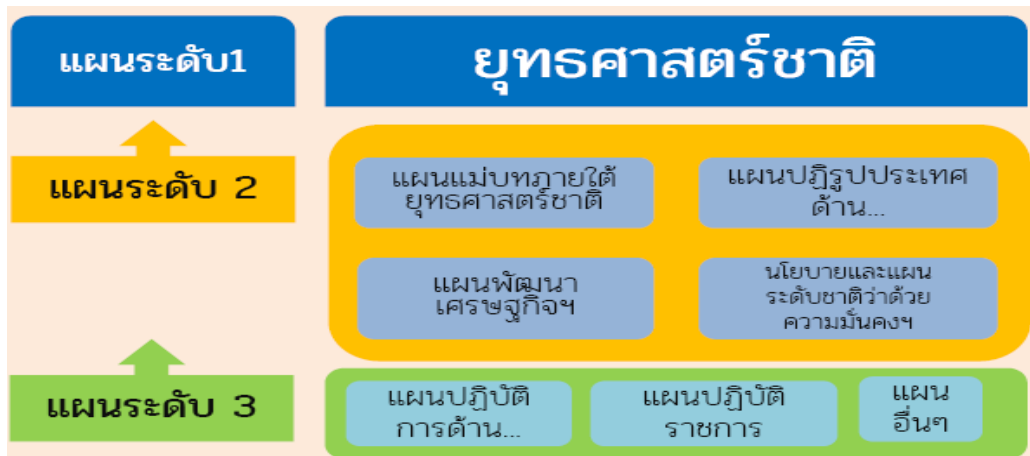 แผนระดับ1
ยุทธศาสตร์ชาติ
แผนระดับ 2
แผนแม่บทภายใต้
ยุทธศาสตร์ชาติ
แผนปฏิรูปประเทศ
ด้าน...
แผนพัฒนา
เศรษฐกิจฯ
นโยบายและแผน
ระดับชาติว่าด้วย
ความมั่นคงฯ
แผนระดับ 3
แผนปฏิบัติ
การด้าน...
แผนปฏิบัติ
ราชการ
แผน
อื่นๆ